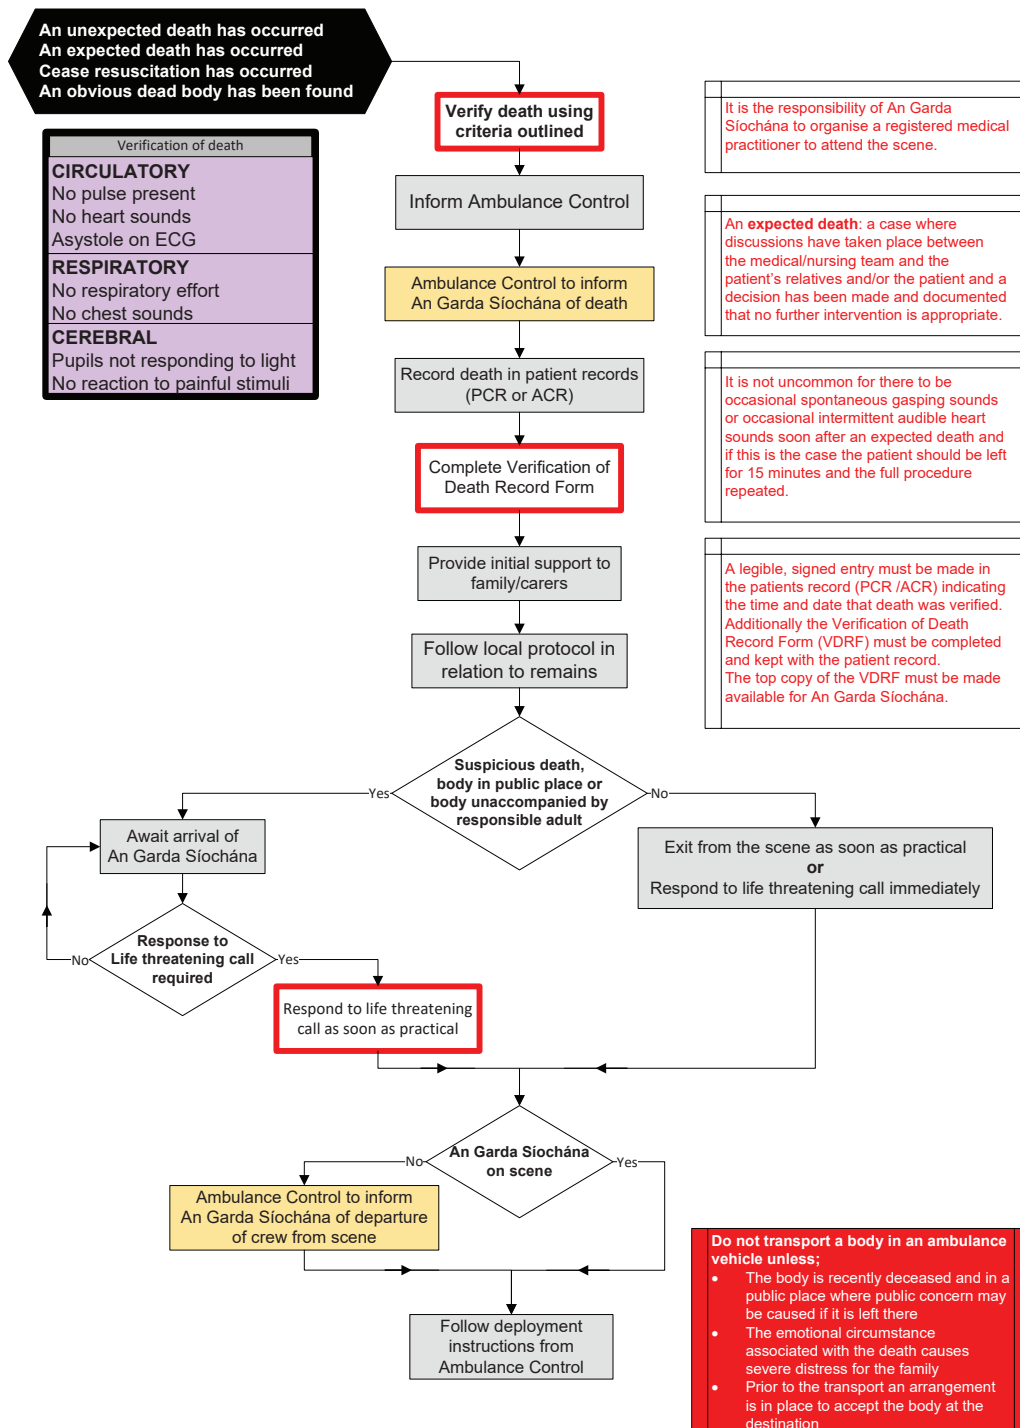 An unexpected death has occurred
An expected death has occurred
Cease resuscitation has occurred
An obvious dead body has been found
Verify death using
criteria outlined
Verification of death
CIRCULATORY
No pulse present
No heart sounds
Asystole on ECG
RESPIRATORY
No respiratory effort
No chest sounds
CEREBRAL
Pupils not responding to light
No reaction to painful stimuli
Inform Ambulance Control
Ambulance Control to inform
An Garda Síochána of death
Record death in patient records
(PCR or ACR)
Complete Verification of
Death Record Form
Provide initial support to
family/carers
Follow local protocol in
relation to remains
It is the responsibility of An Garda
Síochána to organise a registered medical
practitioner to attend the scene.
An expected death: a case where
discussions have taken place between
the medical/nursing team and the
patient's relatives and/or the patient and a
decision has been made and documented
that no further intervention is appropriate.
It is not uncommon for there to be
occasional spontaneous gasping sounds
or occasional intermittent audible heart
sounds soon after an expected death and
if this is the case the patient should be left
for 15 minutes and the full procedure
repeated.
A legible, signed entry must be made in
the patients record (PCR /ACR) indicating
the time and date that death was verified.
Additionally the Verification of Death
Record Form (VDRF) must be completed
and kept with the patient record.
The top copy of the VDRF must be made
available for An Garda Síochána.
Suspicious death,
body in public place or
body unaccompanied by
responsible adult
Yes
No
Await arrival of
An Garda Síochána
Exit from the scene as soon as practical
or
Respond to life threatening call immediately
Response to
Life threatening call
required
No
Yes
Respond to life threatening
call as soon as practical
An Garda Síochána
on scene
No
Yes
Ambulance Control to inform
An Garda Síochána of departure
of crew from scene
Follow deployment
instructions from
Ambulance Control
Do not transport a body in an ambulance
vehicle unless;
• The body is recently deceased and in a
public place where public concern may
be caused if it is left there
• The emotional circumstance
associated with the death causes
severe distress for the family
• Prior to the transport an arrangement
is in place to accept the body at the
destination